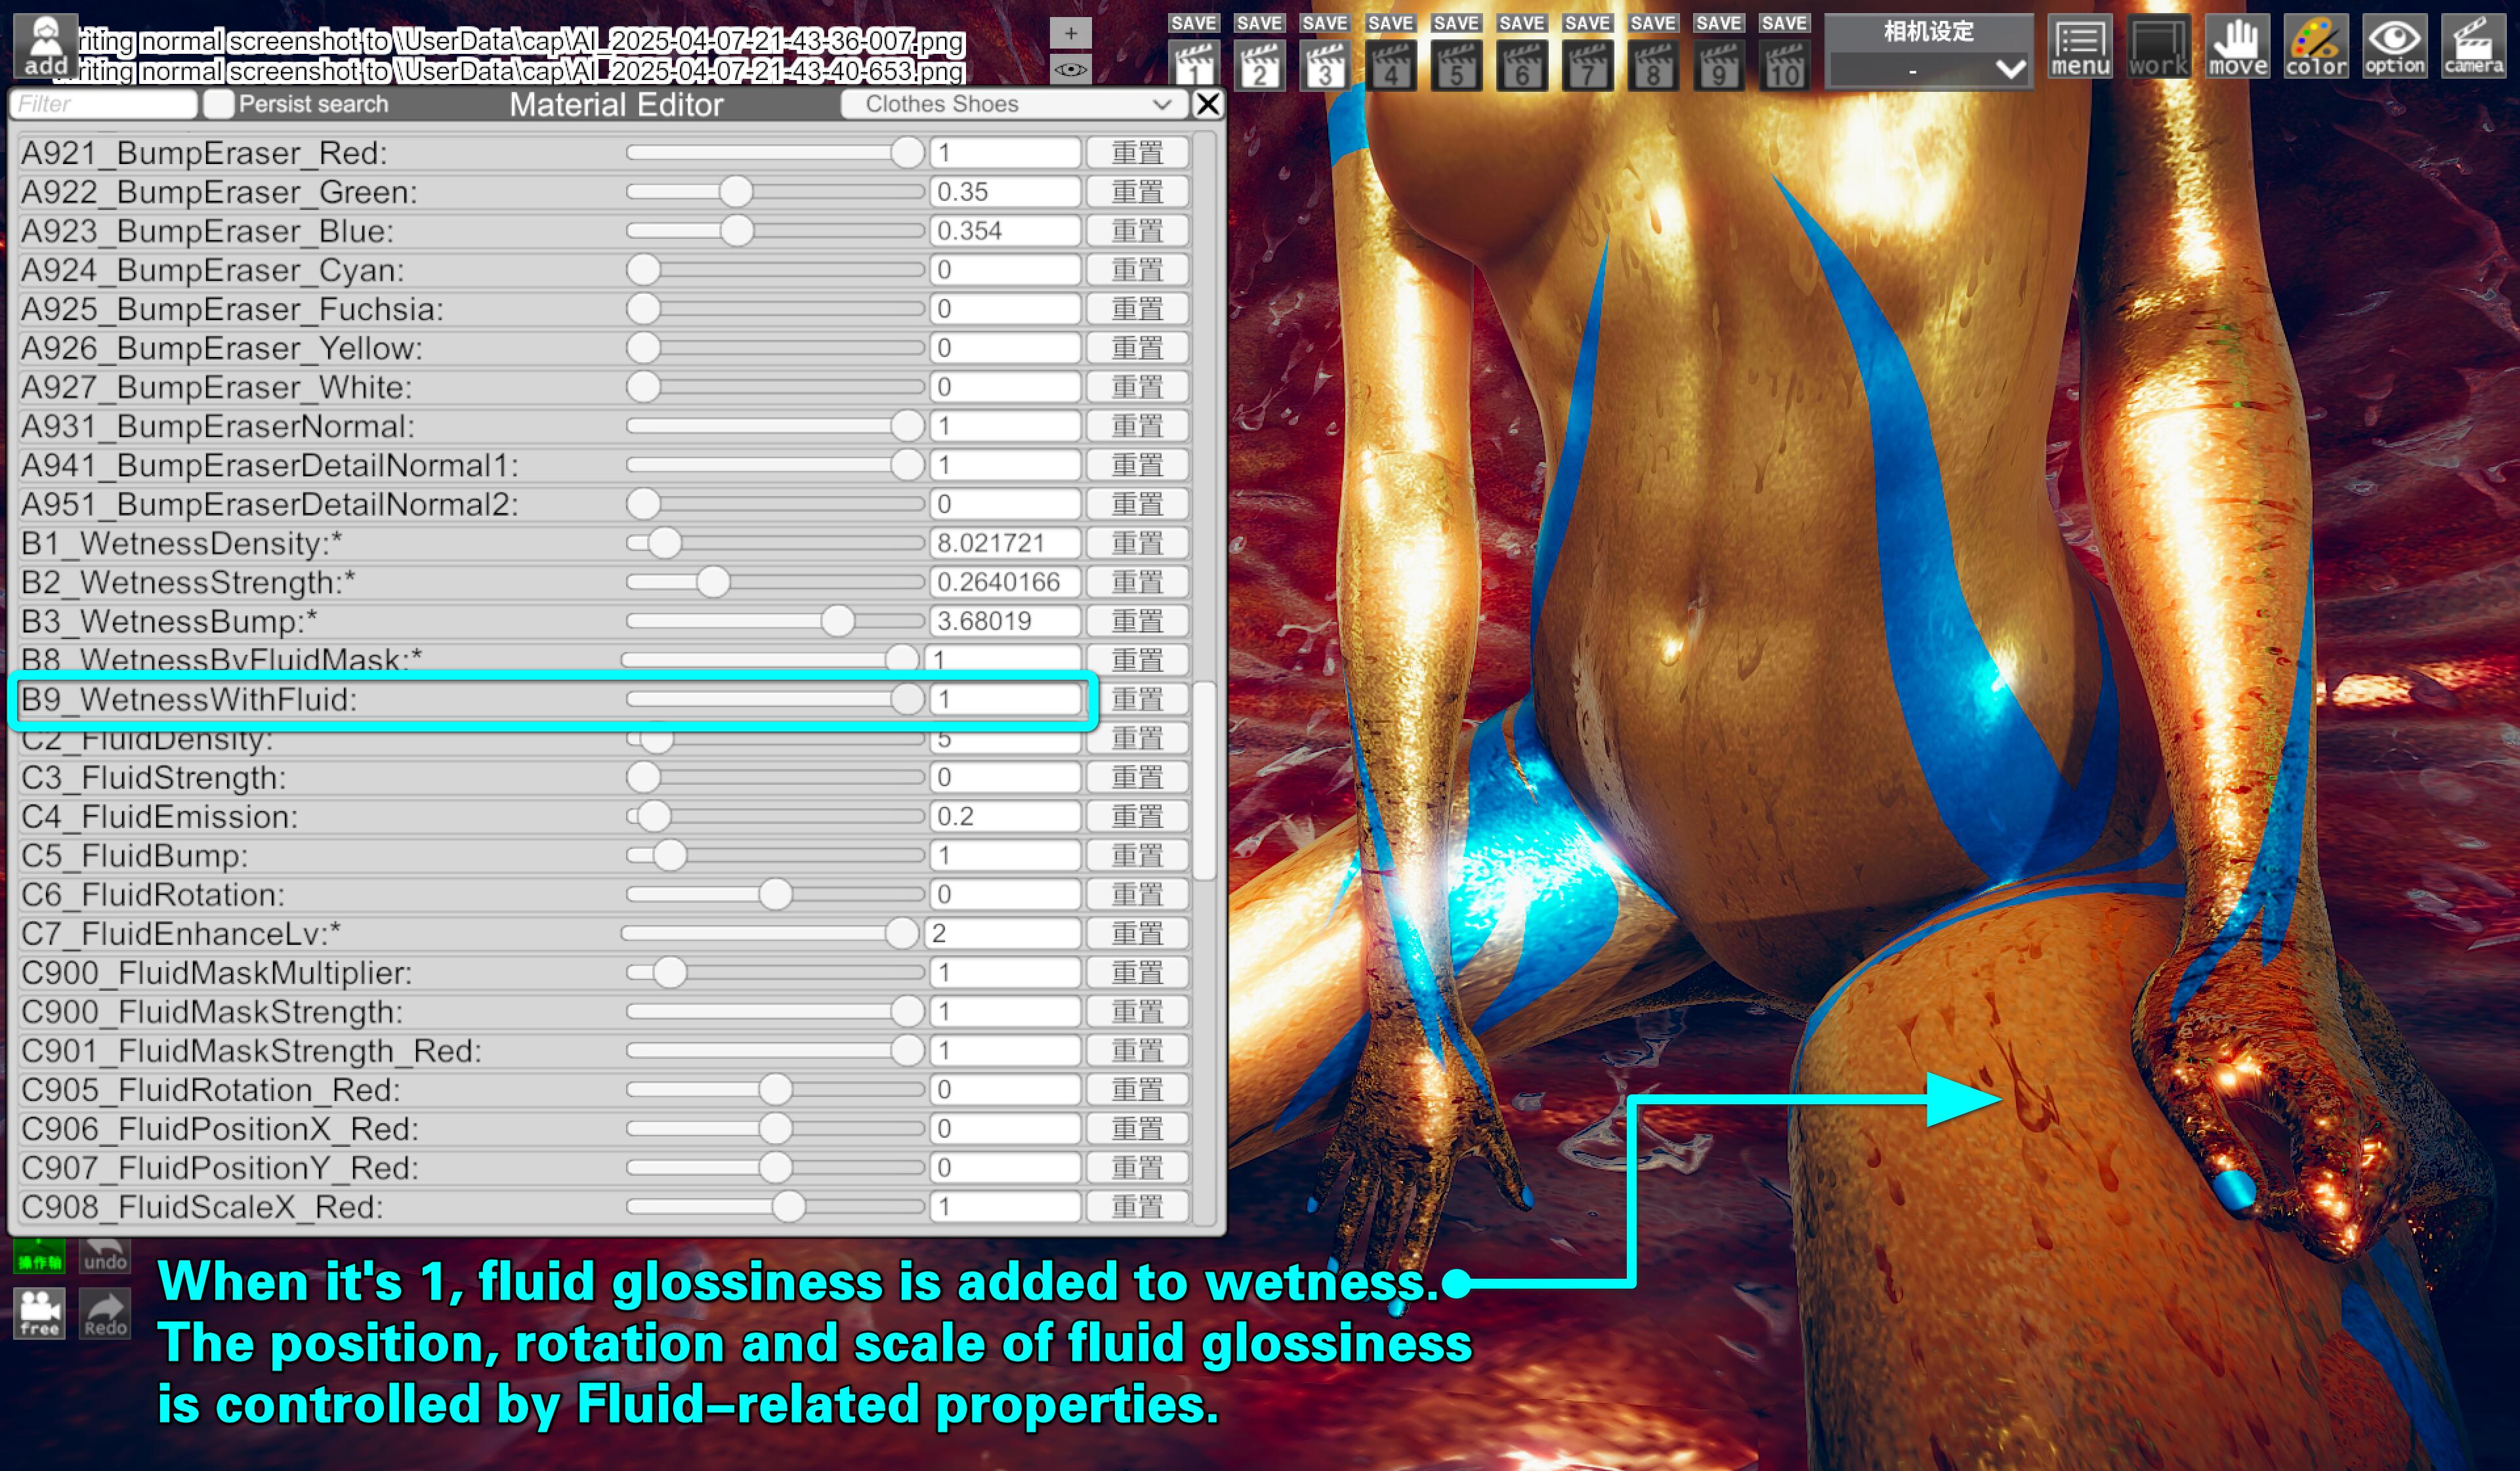 riting normal screenshot to \UserData\cap\AI_2025-04-07-21-43-36-007.png
riting normal screenshot to \UserData\cap\AI_2025-04-07-21-43-40-653.png
add
+
SAVE SAVE SAVE SAVE SAVE SAVE SAVE SAVE SAVE SAVE
1 2 3 4 5 6 7 8 9 10
相机设定
-
menu work move color option camera
Filter Persist search Material Editor Clothes Shoes X
A921_BumpEraser_Red: 1 重置
A922_BumpEraser_Green: 0.35 重置
A923_BumpEraser_Blue: 0.354 重置
A924_BumpEraser_Cyan: 0 重置
A925_BumpEraser_Fuchsia: 0 重置
A926_BumpEraser_Yellow: 0 重置
A927_BumpEraser_White: 0 重置
A931_BumpEraserNormal: 1 重置
A941_BumpEraserDetailNormal1: 1 重置
A951_BumpEraserDetailNormal2: 0 重置
B1_WetnessDensity:* 8.021721 重置
B2_WetnessStrength:* 0.2640166 重置
B3_WetnessBump:* 3.68019 重置
B8_WetnessByFluidMask:* 1 重置
B9_WetnessWithFluid: 1 重置
C2_FluidDensity: 5 重置
C3_FluidStrength: 0 重置
C4_FluidEmission: 0.2 重置
C5_FluidBump: 1 重置
C6_FluidRotation: 0 重置
C7_FluidEnhanceLv:* 2 重置
C900_FluidMaskMultiplier: 1 重置
C900_FluidMaskStrength: 1 重置
C901_FluidMaskStrength_Red: 1 重置
C905_FluidRotation_Red: 0 重置
C906_FluidPositionX_Red: 0 重置
C907_FluidPositionY_Red: 0 重置
C908_FluidScaleX_Red: 1 重置
操作轴 undo
free Redo
When it's 1, fluid glossiness is added to wetness.
The position, rotation and scale of fluid glossiness
is controlled by Fluid-related properties.